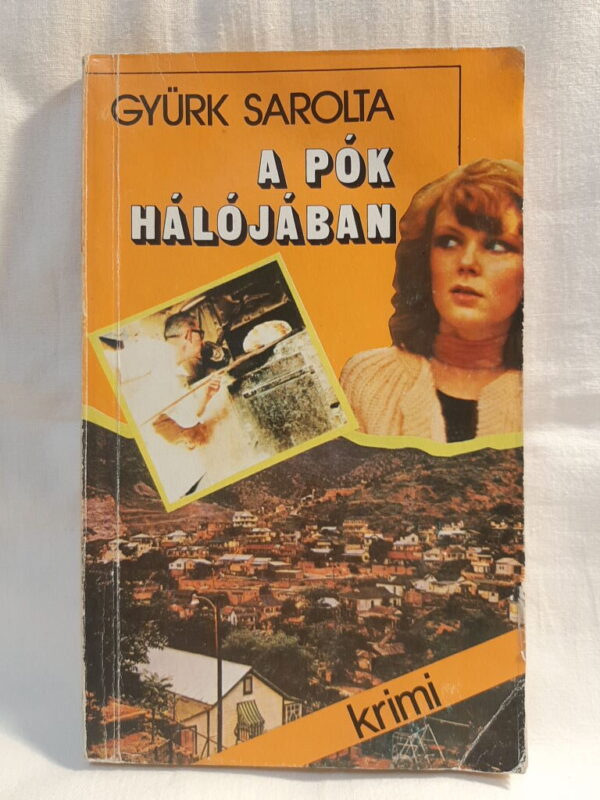 GYÜRK SAROLTA
A PÓK
HÁLÓJÁBAN
krimi